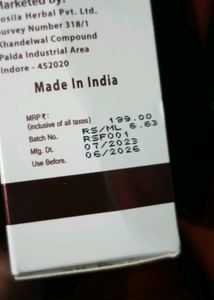 Marketed By:
Josila Herbal Pvt. Ltd.
Survey Number 318/1
Khandelwal Compound
Palda Industrial Area
Indore - 452020
Made In India
MRP ₹: 199.00
(inclusive of all taxes) RS/ML 6.63
Batch No. RSF001
Mfg. Dt. 07/2023
Use Before. 06/2026